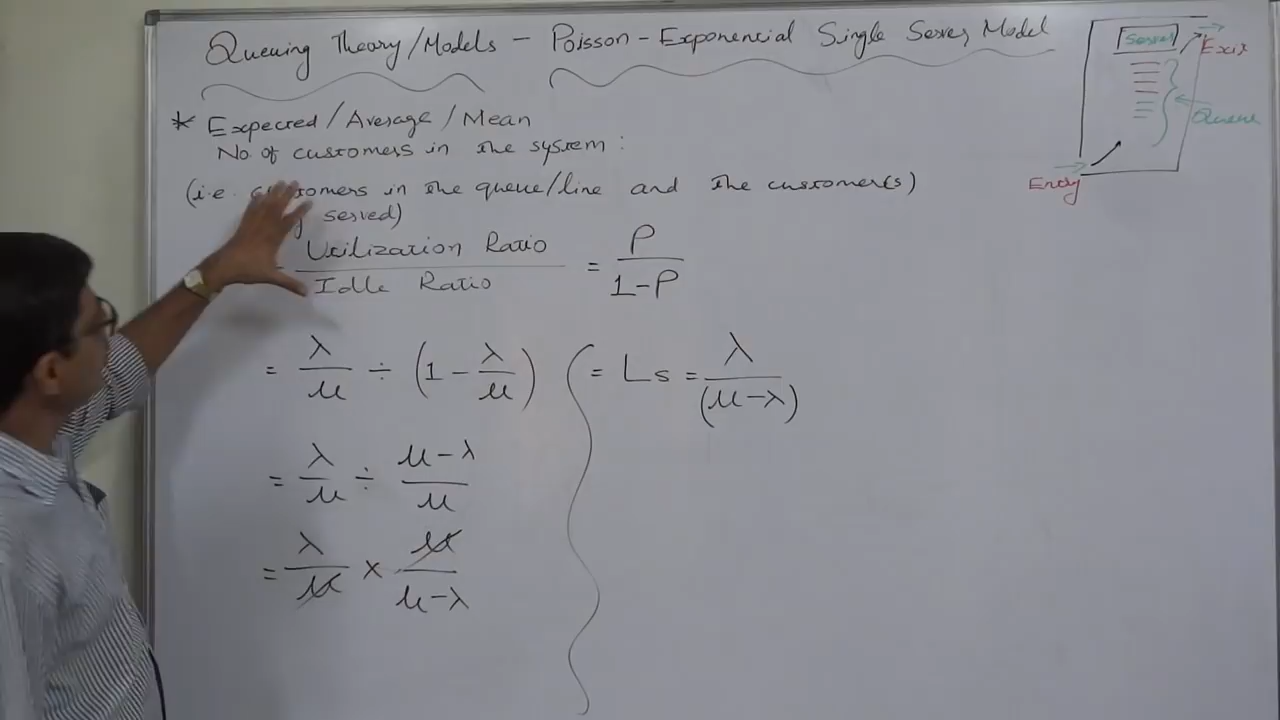 Queuing Theory/Models – Poisson-Exponential Single Server Model
* Expected/Average/Mean
No. of customers in the system :
(i.e. customers in the queue/line and the customer(s)
served)
Utilization Ratio / Idle Ratio = P / 1-P
= λ/μ ÷ (1 - λ/μ)
= λ/μ ÷ μ-λ/μ
= λ/μ × μ/μ-λ
= Ls = λ/(μ-λ)
[Server]
Exit
Queue
Entry